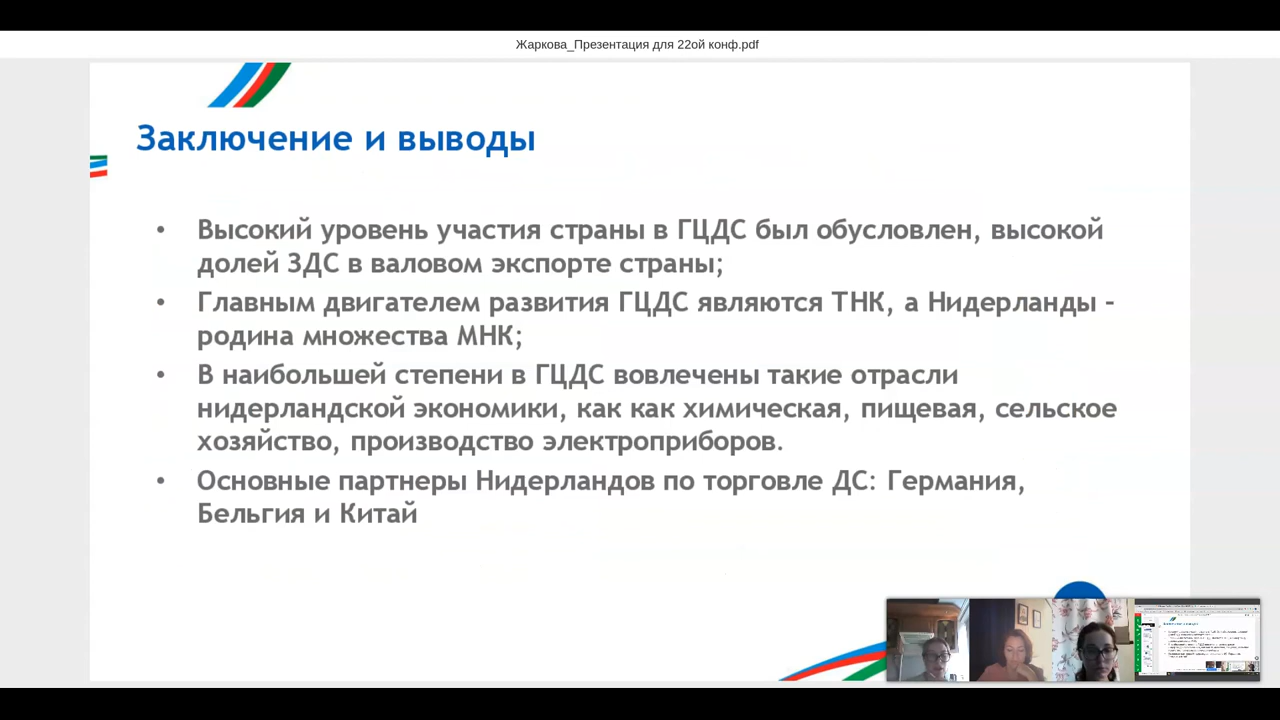 Жаркова_Презентация для 22ой конф.pdf
Заключение и выводы
• Высокий уровень участия страны в ГЦДС был обусловлен, высокой
долей ЗДС в валовом экспорте страны;
• Главным двигателем развития ГЦДС являются ТНК, а Нидерланды -
родина множества МНК;
• В наибольшей степени в ГЦДС вовлечены такие отрасли
нидерландской экономики, как как химическая, пищевая, сельское
хозяйство, производство электроприборов.
• Основные партнеры Нидерландов по торговле ДС: Германия,
Бельгия и Китай